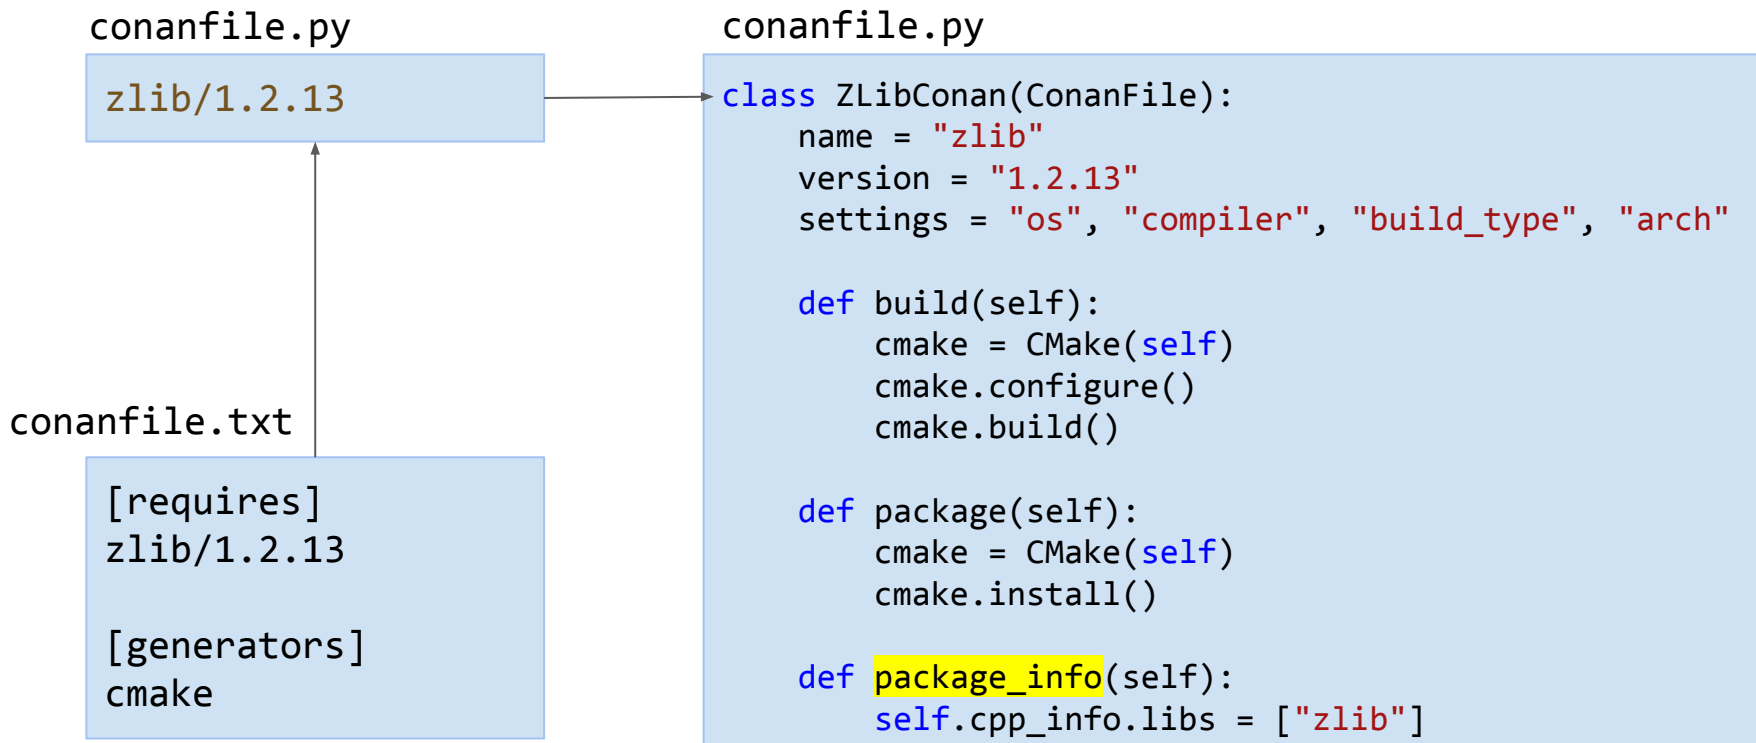 conanfile.py
zlib/1.2.13
conanfile.txt
[requires]
zlib/1.2.13
[generators]
cmake
conanfile.py
class ZLibConan(ConanFile):
    name = "zlib"
    version = "1.2.13"
    settings = "os", "compiler", "build_type", "arch"
    def build(self):
        cmake = CMake(self)
        cmake.configure()
        cmake.build()
    def package(self):
        cmake = CMake(self)
        cmake.install()
    def package_info(self):
        self.cpp_info.libs = ["zlib"]